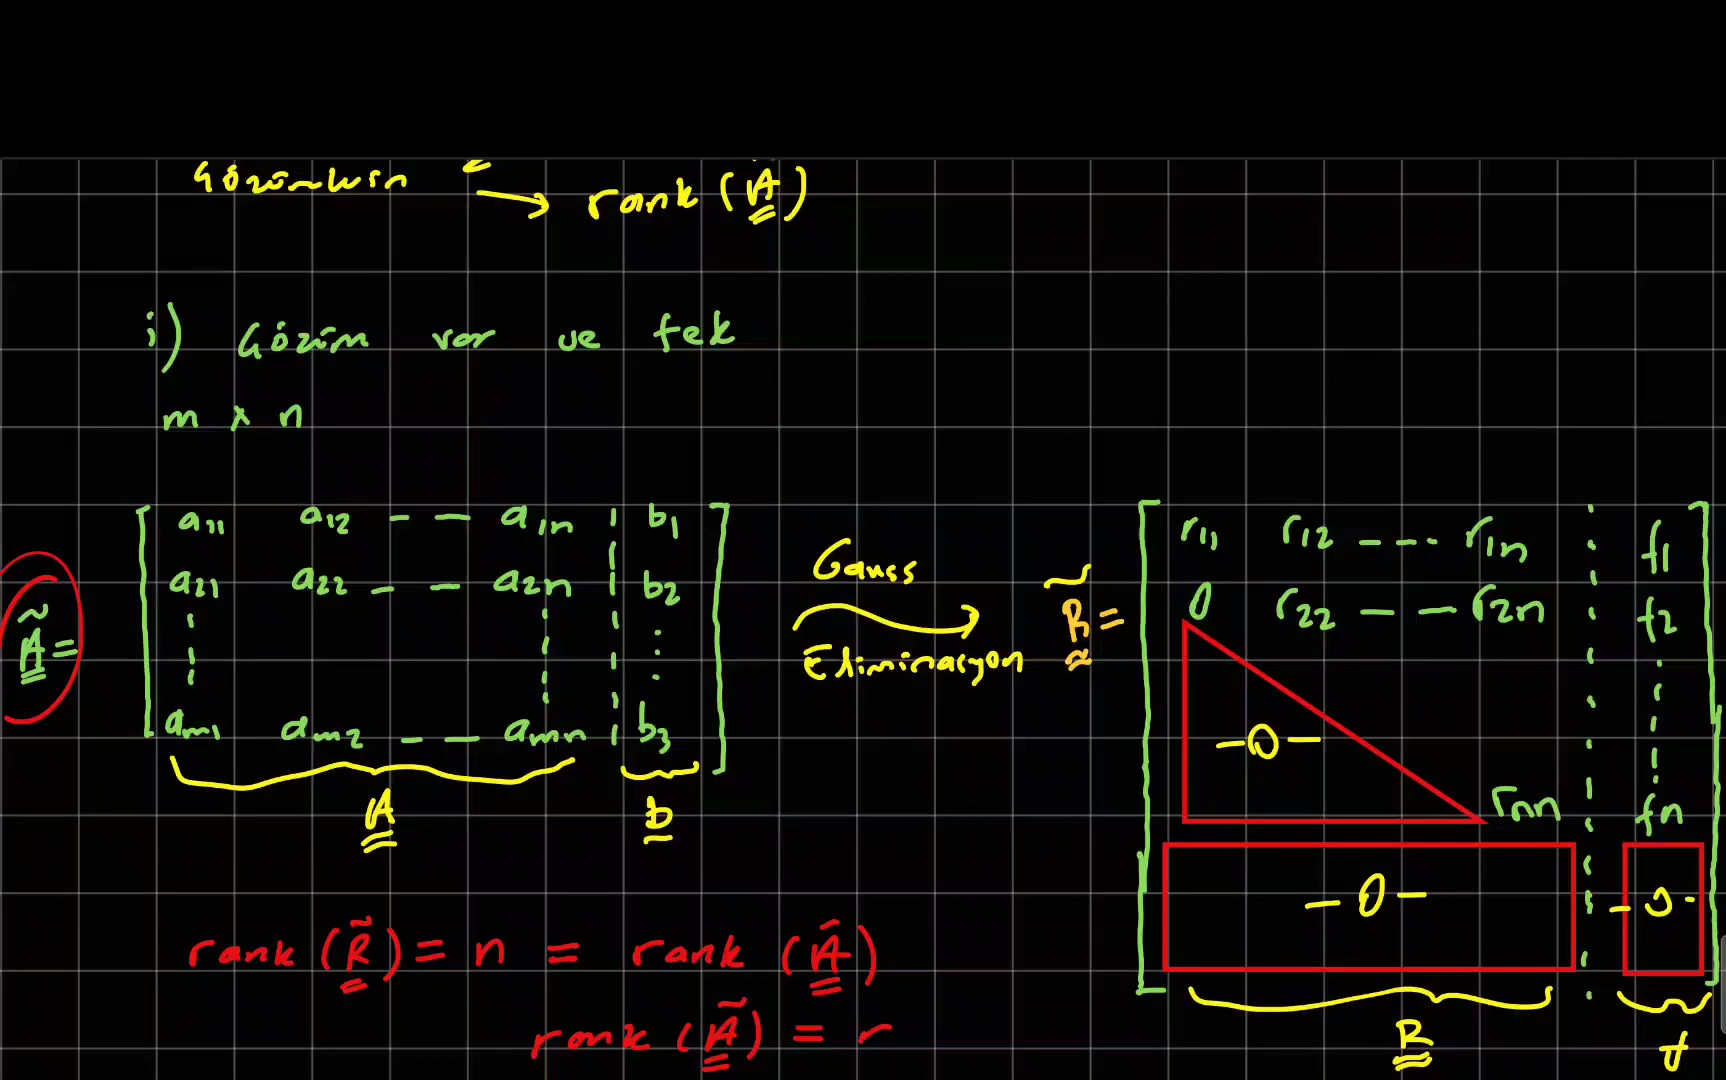 rank (A)
i) Çözüm var ve tek
m x n
Ã =
a11 a12 - - a1n | b1
a21 a22 - - a2n | b2
am1 am2 - - amn | b3
A b
Gauss
Eliminasyon
R̃ =
r11 r12 ---- r1n f1
0 r22 - - r2n f2
-0-
rnn fn
-0- -0-
R f
rank (R̃) = n = rank (Ã)
rank (Ã) = r